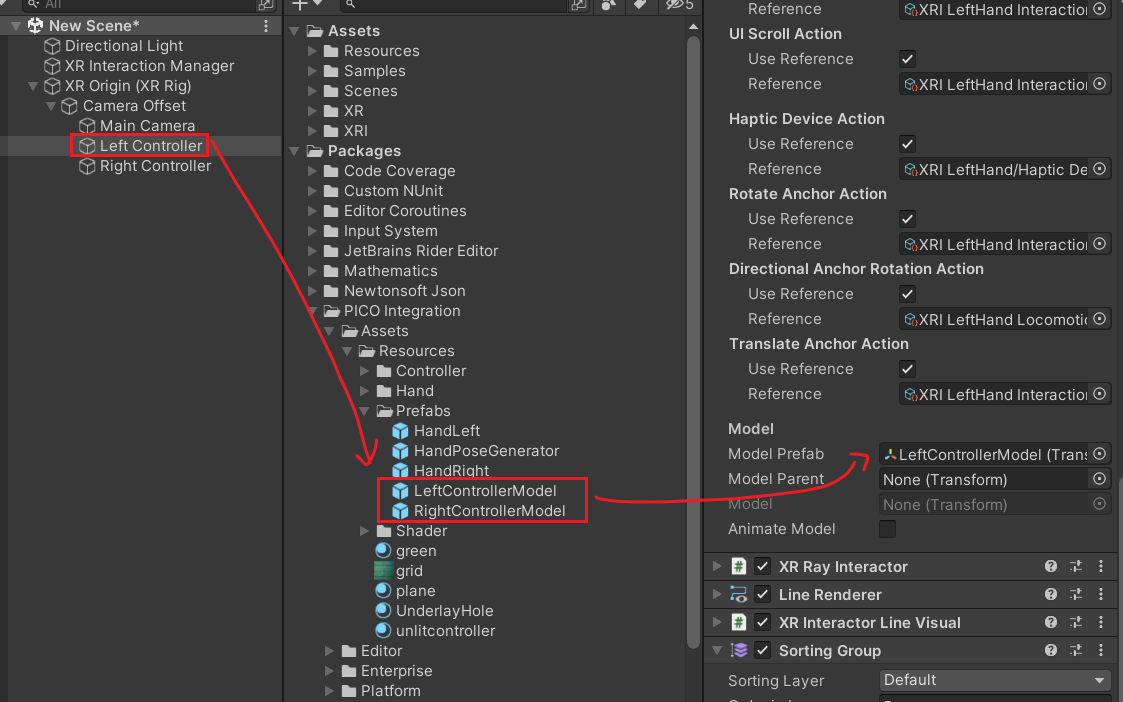 All
5
New Scene*
Directional Light
XR Interaction Manager
XR Origin (XR Rig)
Camera Offset
Main Camera
Left Controller
Right Controller
Assets
Resources
Samples
Scenes
XR
XRI
Packages
Code Coverage
Custom NUnit
Editor Coroutines
Input System
JetBrains Rider Editor
Mathematics
Newtonsoft Json
PICO Integration
Assets
Resources
Controller
Hand
Prefabs
HandLeft
HandPoseGenerator
HandRight
LeftControllerModel
RightControllerModel
Shader
green
grid
plane
UnderlayHole
unlitcontroller
Editor
Enterprise
Platform
Reference XRI LeftHand Interaction
UI Scroll Action
Use Reference
Reference XRI LeftHand Interaction
Haptic Device Action
Use Reference
Reference XRI LeftHand/Haptic De
Rotate Anchor Action
Use Reference
Reference XRI LeftHand Interaction
Directional Anchor Rotation Action
Use Reference
Reference XRI LeftHand Locomotio
Translate Anchor Action
Use Reference
Reference XRI LeftHand Interaction
Model
Model Prefab LeftControllerModel (Trans
Model Parent None (Transform)
Model None (Transform)
Animate Model
XR Ray Interactor
Line Renderer
XR Interactor Line Visual
Sorting Group
Sorting Layer Default